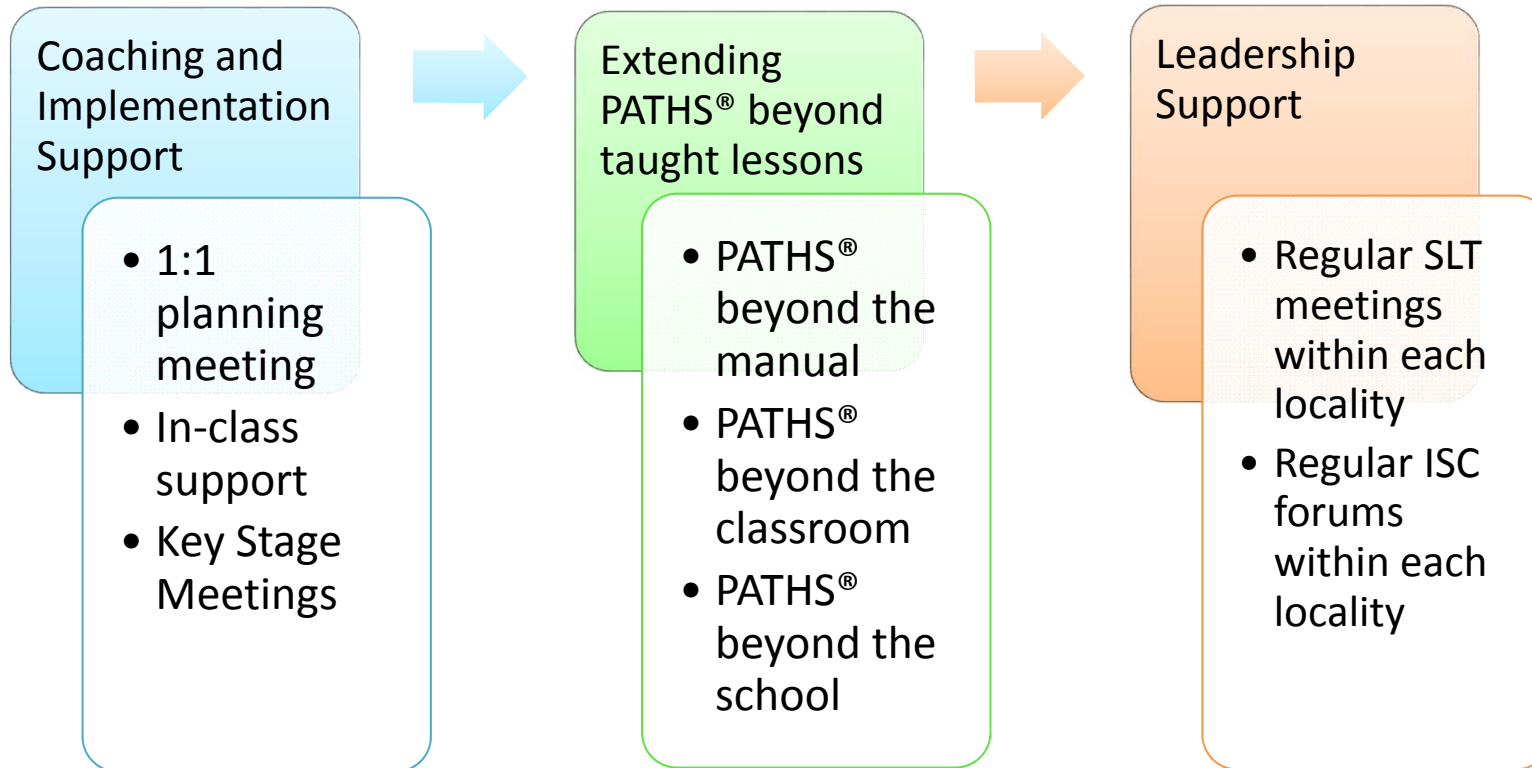 Coaching and
Implementation
Support
• 1:1
planning
meeting
• In-class
support
• Key Stage
Meetings
Extending
PATHS® beyond
taught lessons
• PATHS®
beyond the
manual
• PATHS®
beyond the
classroom
• PATHS®
beyond the
school
Leadership
Support
• Regular SLT
meetings
within each
locality
• Regular ISC
forums
within each
locality